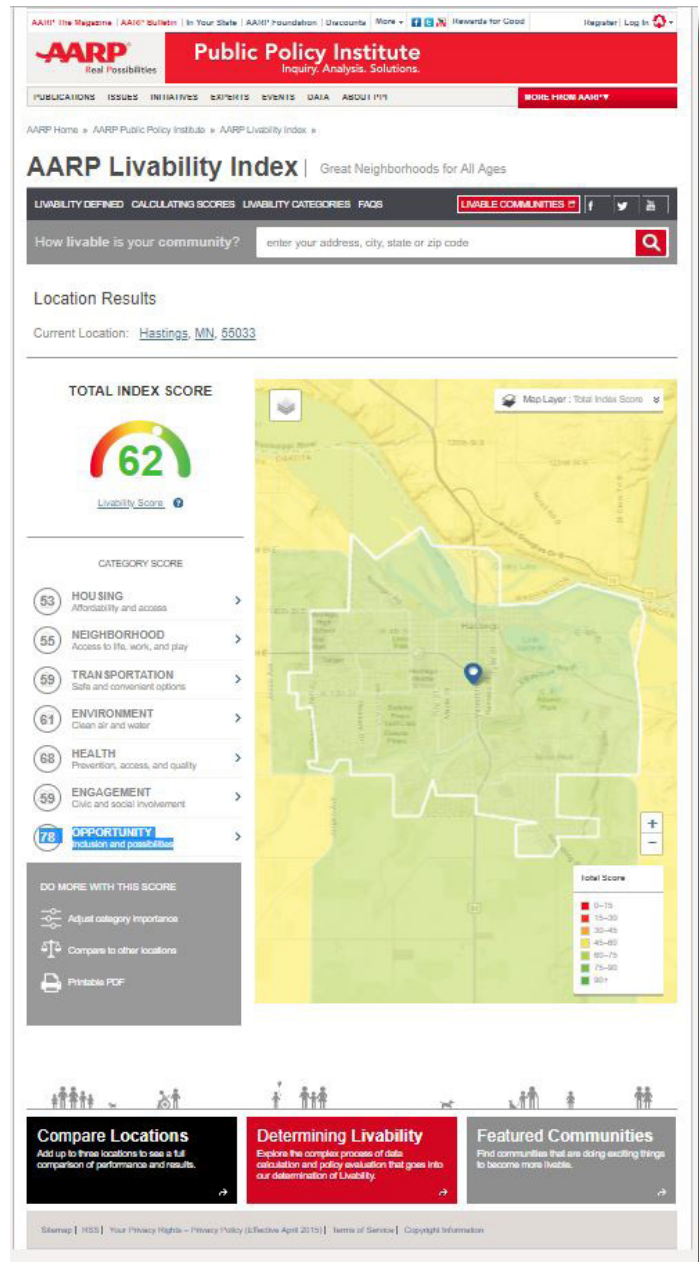 AARP The Magazine | AARP Bulletin | In Your State | AARP Foundation | Discounts More Rewards for Good Register | Log In
AARP
Real Possibilities
Public Policy Institute
Inquiry. Analysis. Solutions.
PUBLICATIONS ISSUES INITIATIVES EXPERTS EVENTS DATA ABOUT PPI MORE FROM AARP
AARP Home » AARP Public Policy Institute » AARP Livability Index »
AARP Livability Index | Great Neighborhoods for All Ages
LIVABILITY DEFINED CALCULATING SCORES LIVABILITY CATEGORIES FAQS LIVABLE COMMUNITIES
How livable is your community? enter your address, city, state or zip code
Location Results
Current Location: Hastings, MN, 55033
TOTAL INDEX SCORE
62
Livability Score ?
CATEGORY SCORE
53 HOUSING
Affordability and access
55 NEIGHBORHOOD
Access to life, work, and play
59 TRANSPORTATION
Safe and convenient options
61 ENVIRONMENT
Clean air and water
68 HEALTH
Prevention, access, and quality
59 ENGAGEMENT
Civic and social involvement
78 OPPORTUNITY
Inclusion and possibilities
DO MORE WITH THIS SCORE
Adjust category importance
Compare to other locations
Printable PDF
Map Layer : Total Index Score
Hastings
+
−
Total Score
0–15
15–30
30–45
45–60
60–75
75–90
90+
Compare Locations
Add up to three locations to see a full
comparison of performance and results.
Determining Livability
Explore the complex process of data
calculation and policy evaluation that goes into
our determination of Livability.
Featured Communities
Find communities that are doing exciting things
to become more livable.
Sitemap | RSS | Your Privacy Rights – Privacy Policy (Effective April 2015) | Terms of Service | Copyright Information